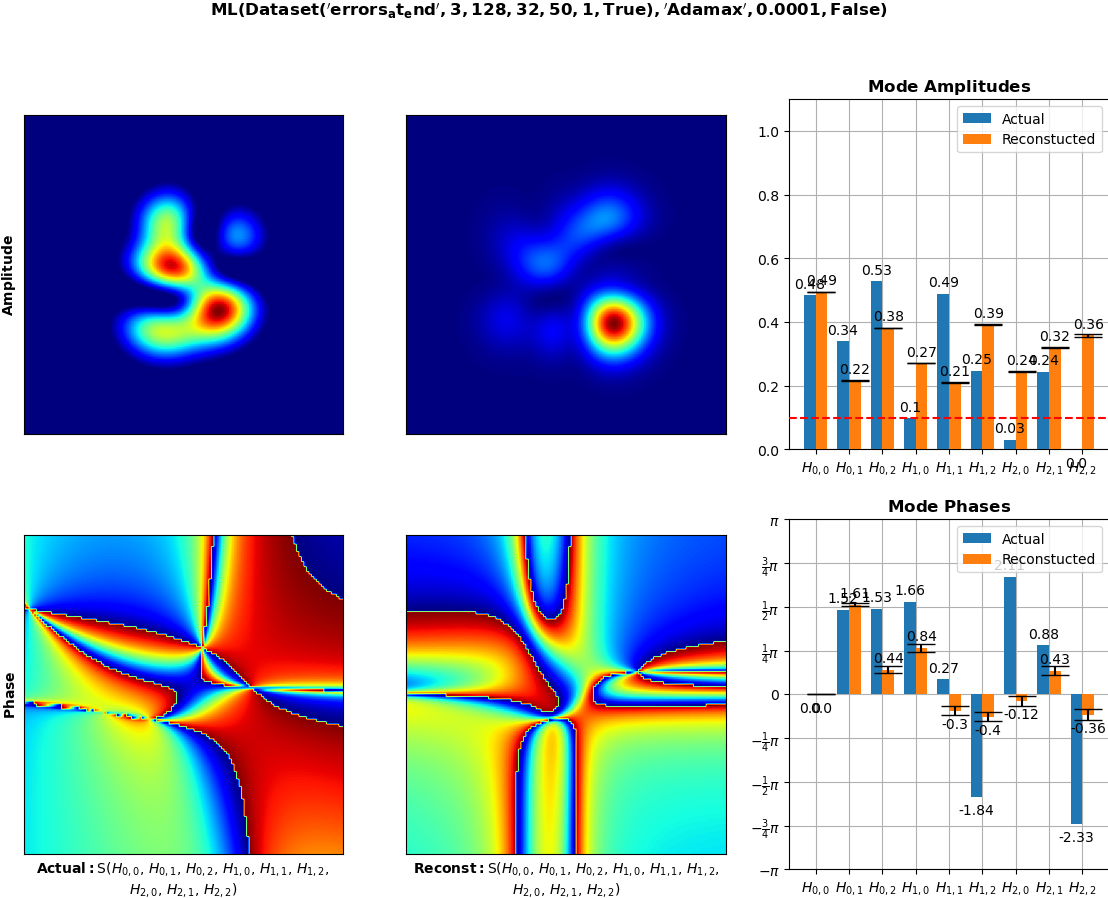 ML(Dataset('errors_at_end', 3, 128, 32, 50, 1, True), 'Adamax', 0.0001, False)
Amplitude
Mode Amplitudes
Actual
Reconstucted
1.0
0.8
0.6
0.4
0.2
0.0
0.48
0.49
0.34
0.22
0.53
0.38
0.1
0.27
0.49
0.21
0.25
0.39
0.03
0.24
0.24
0.32
0.0
0.36
H0,0 H0,1 H0,2 H1,0 H1,1 H1,2 H2,0 H2,1 H2,2
Phase
Mode Phases
Actual
Reconstucted
π
3/4π
1/2π
1/4π
0
−1/4π
−1/2π
−3/4π
−π
0.0
0.0
1.52
1.61
1.53
0.44
1.66
0.84
0.27
-0.3
-1.84
-0.4
2.11
-0.12
0.88
0.43
-2.33
-0.36
H0,0 H0,1 H0,2 H1,0 H1,1 H1,2 H2,0 H2,1 H2,2
Actual: S(H0,0, H0,1, H0,2, H1,0, H1,1, H1,2,
H2,0, H2,1, H2,2)
Reconst: S(H0,0, H0,1, H0,2, H1,0, H1,1, H1,2,
H2,0, H2,1, H2,2)